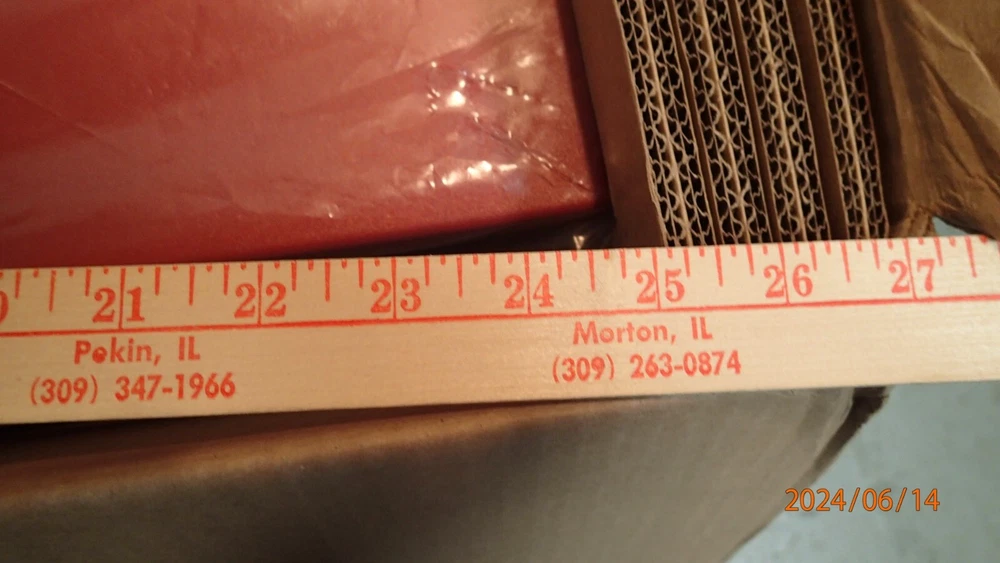 21 22 23 24 25 26 27
Pekin, IL
(309) 347-1966
Morton, IL
(309) 263-0874
2024/06/14